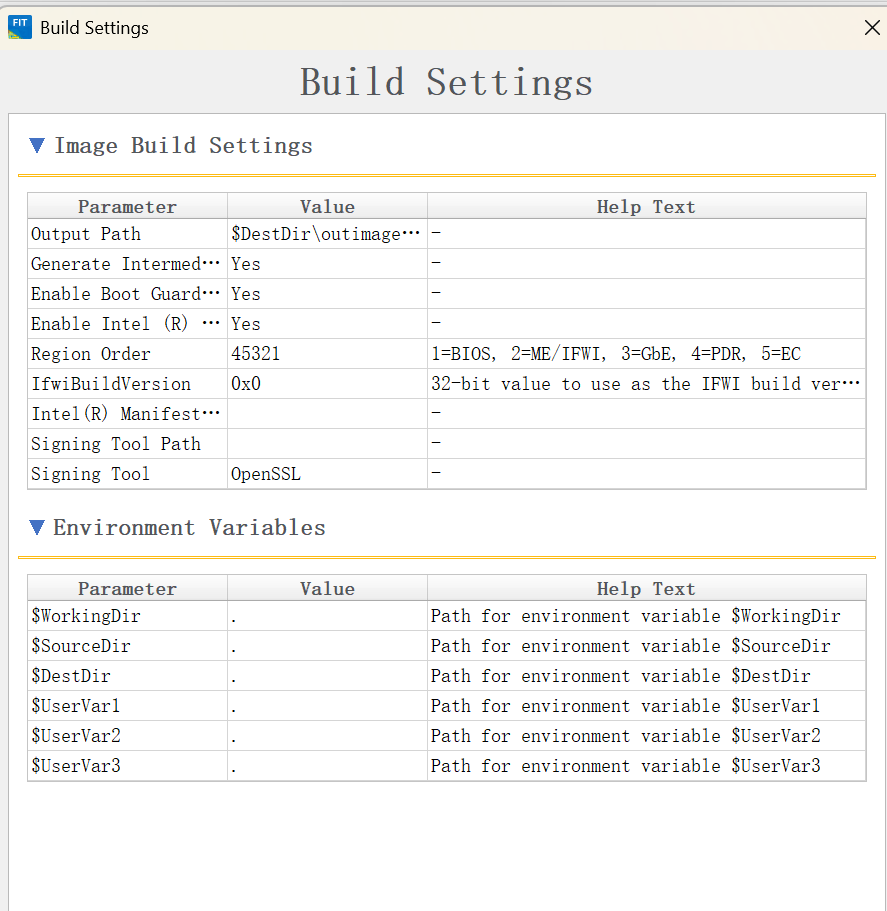 FIT Build Settings
Build Settings
Image Build Settings
Parameter Value Help Text
Output Path $DestDir\outimage··· -
Generate Intermed··· Yes -
Enable Boot Guard··· Yes -
Enable Intel (R) ··· Yes -
Region Order 45321 1=BIOS, 2=ME/IFWI, 3=GbE, 4=PDR, 5=EC
IfwiBuildVersion 0x0 32-bit value to use as the IFWI build ver···
Intel(R) Manifest··· -
Signing Tool Path -
Signing Tool OpenSSL -
Environment Variables
Parameter Value Help Text
$WorkingDir . Path for environment variable $WorkingDir
$SourceDir . Path for environment variable $SourceDir
$DestDir . Path for environment variable $DestDir
$UserVar1 . Path for environment variable $UserVar1
$UserVar2 . Path for environment variable $UserVar2
$UserVar3 . Path for environment variable $UserVar3